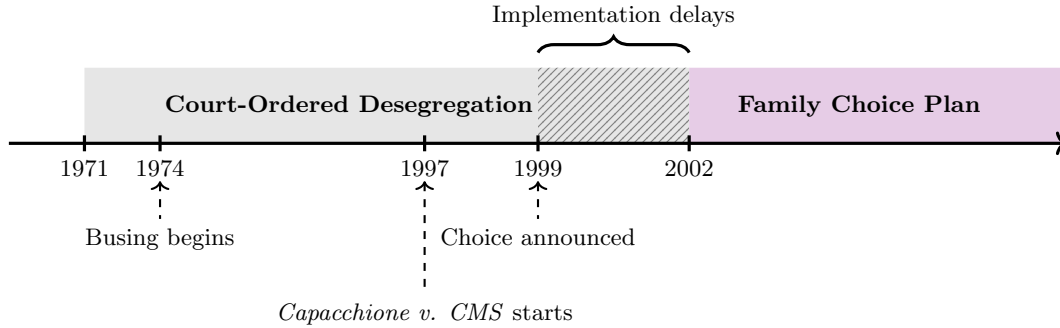 Implementation delays
Court-Ordered Desegregation
Family Choice Plan
1971 1974 1997 1999 2002
Busing begins
Choice announced
Capacchione v. CMS starts